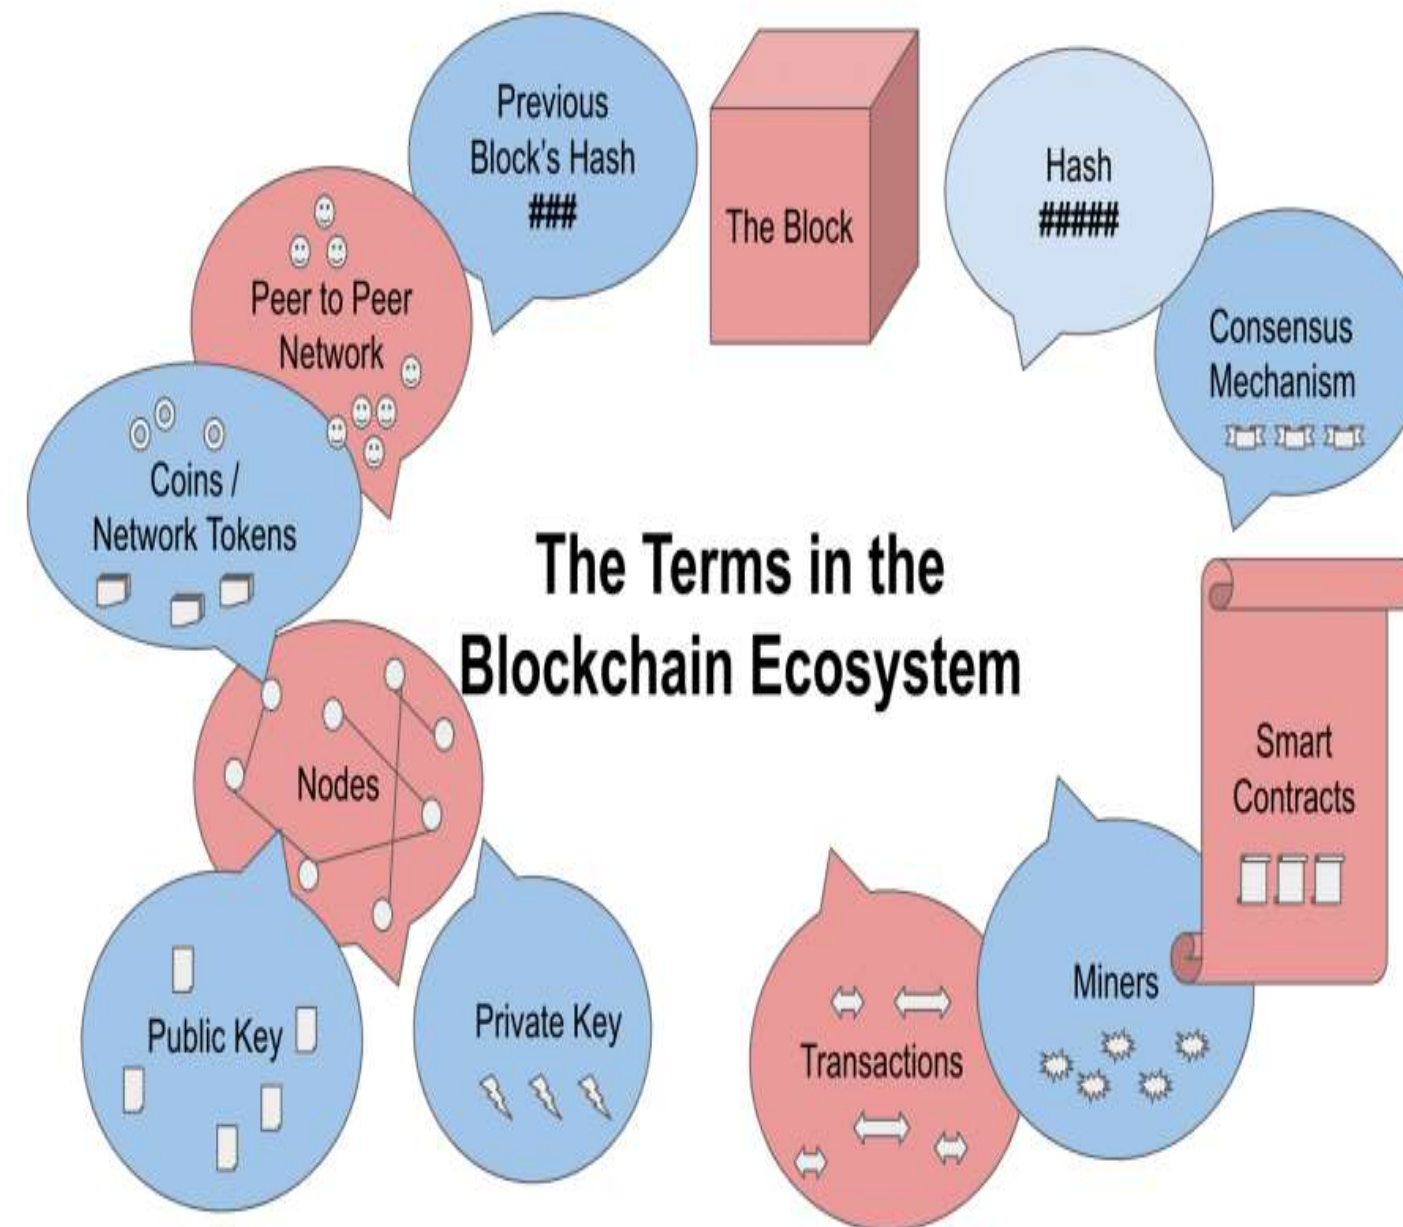 Previous
Block's Hash
###
The Block
Hash
#####
Peer to Peer
Network
Consensus
Mechanism
Coins /
Network Tokens
The Terms in the
Blockchain Ecosystem
Nodes
Smart
Contracts
Public Key
Private Key
Transactions
Miners